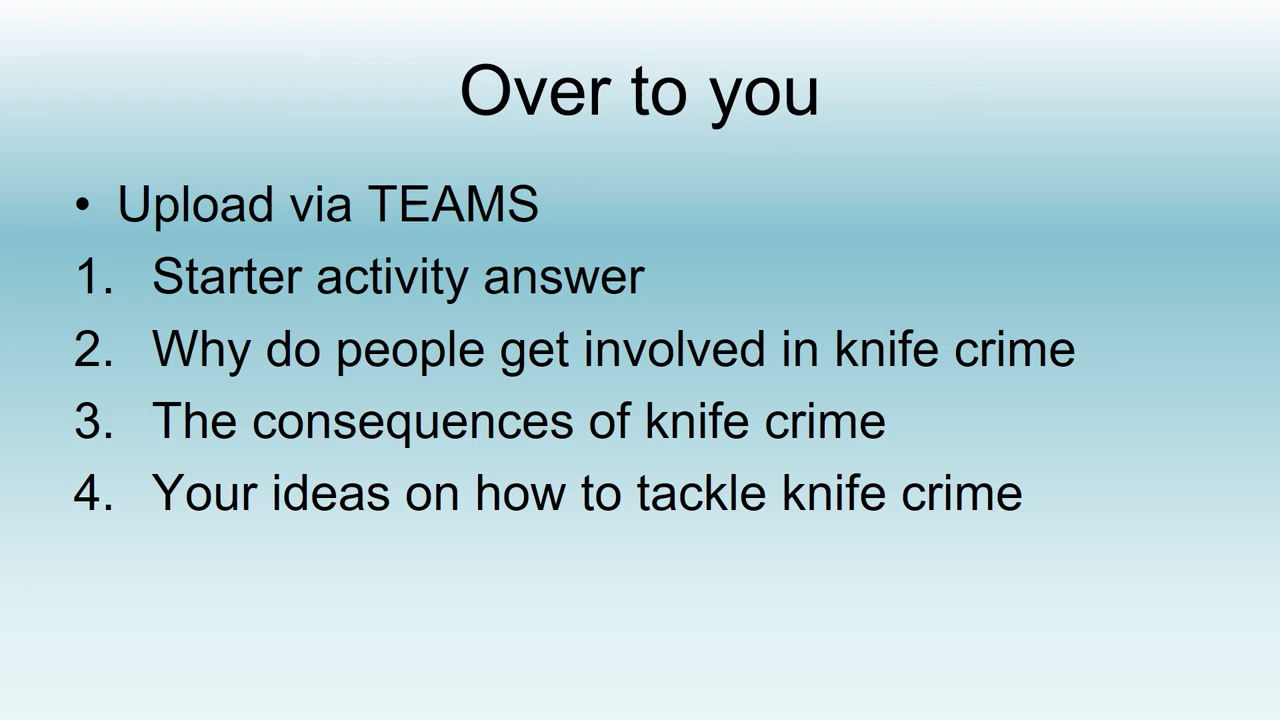 Over to you
• Upload via TEAMS
1. Starter activity answer
2. Why do people get involved in knife crime
3. The consequences of knife crime
4. Your ideas on how to tackle knife crime